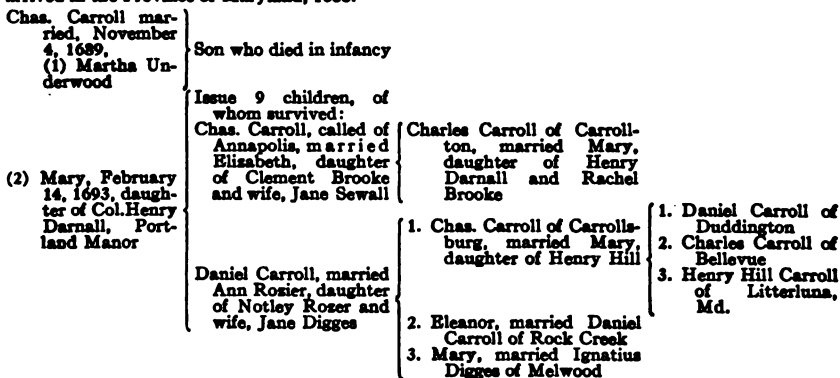 Chas. Carroll mar-
ried, November
4, 1689,
(1) Martha Un-
derwood
Son who died in infancy
(2) Mary, February
14, 1693, daugh-
ter of Col.Henry
Darnall, Port-
land Manor
Issue 9 children, of
whom survived:
Chas. Carroll, called of
Annapolis, married
Elizabeth, daughter
of Clement Brooke
and wife, Jane Sewall
Charles Carroll of Carroll-
ton, married Mary,
daughter of Henry
Darnall and Rachel
Brooke
Daniel Carroll, married
Ann Rozier, daughter
of Notley Rozer and
wife, Jane Digges
1. Chas. Carroll of Carrolls-
burg, married Mary,
daughter of Henry Hill
1. Daniel Carroll of
Duddington
2. Charles Carroll of
Bellevue
3. Henry Hill Carroll
of Litterluna,
Md.
2. Eleanor, married Daniel
Carroll of Rock Creek
3. Mary, married Ignatius
Digges of Melwood